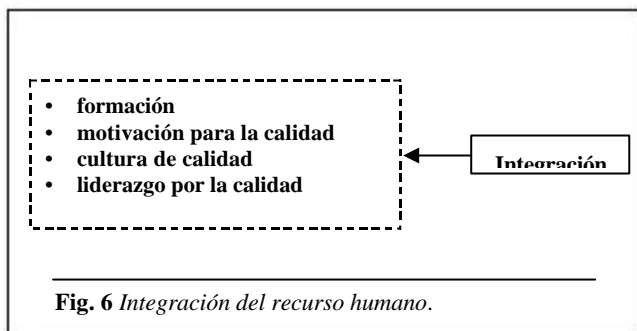 • formación
• motivación para la calidad
• cultura de calidad
• liderazgo por la calidad
Integración
Fig. 6 Integración del recurso humano.